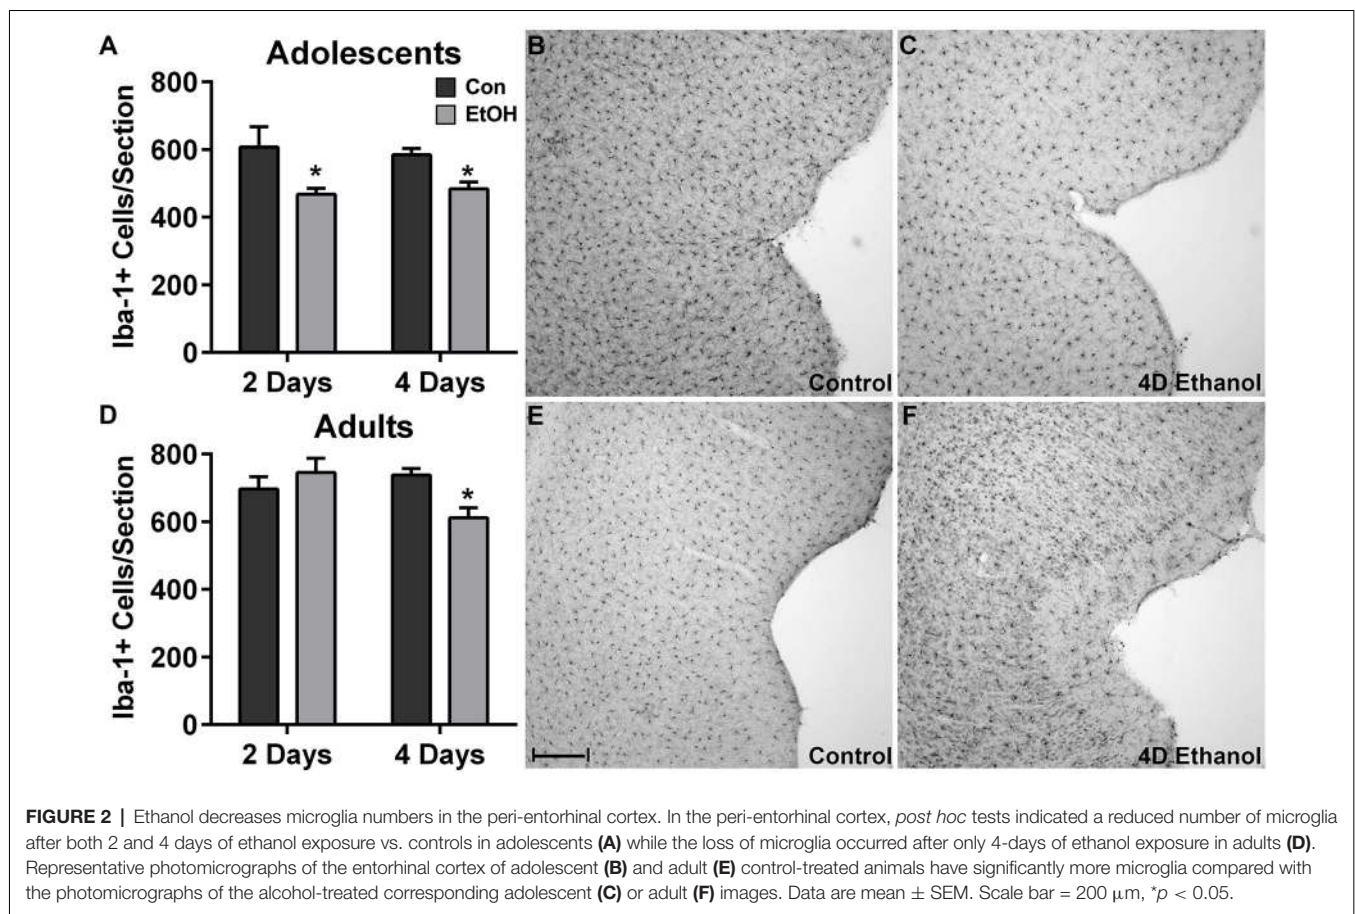 A
Adolescents
Con
EtOH
Iba-1+ Cells/Section
800
600
400
200
0
*
*
2 Days
4 Days
B
Control
C
4D Ethanol
D
Adults
Iba-1+ Cells/Section
800
600
400
200
0
*
2 Days
4 Days
E
Control
F
4D Ethanol
FIGURE 2 | Ethanol decreases microglia numbers in the peri-entorhinal cortex. In the peri-entorhinal cortex, post hoc tests indicated a reduced number of microglia
after both 2 and 4 days of ethanol exposure vs. controls in adolescents (A) while the loss of microglia occurred after only 4-days of ethanol exposure in adults (D).
Representative photomicrographs of the entorhinal cortex of adolescent (B) and adult (E) control-treated animals have significantly more microglia compared with
the photomicrographs of the alcohol-treated corresponding adolescent (C) or adult (F) images. Data are mean ± SEM. Scale bar = 200 μm, *p < 0.05.